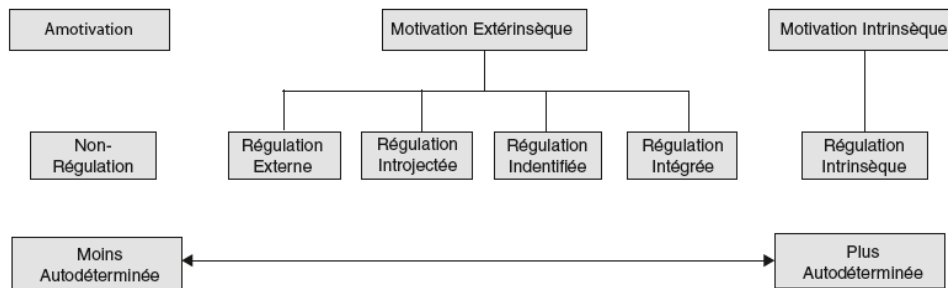 Amotivation
Motivation Extérinsèque
Motivation Intrinsèque
Non-
Régulation
Régulation
Externe
Régulation
Introjectée
Régulation
Indentifiée
Régulation
Intégrée
Régulation
Intrinsèque
Moins
Autodéterminée
Plus
Autodéterminée